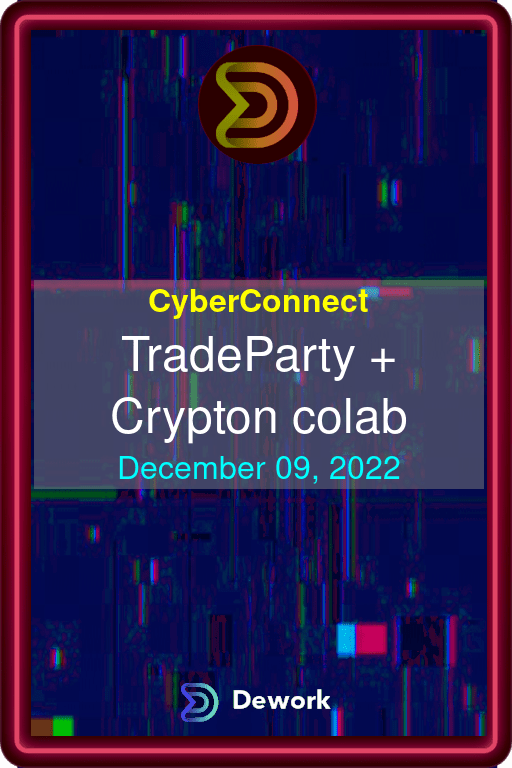 CyberConnect
TradeParty +
Crypton colab
December 09, 2022
Dework